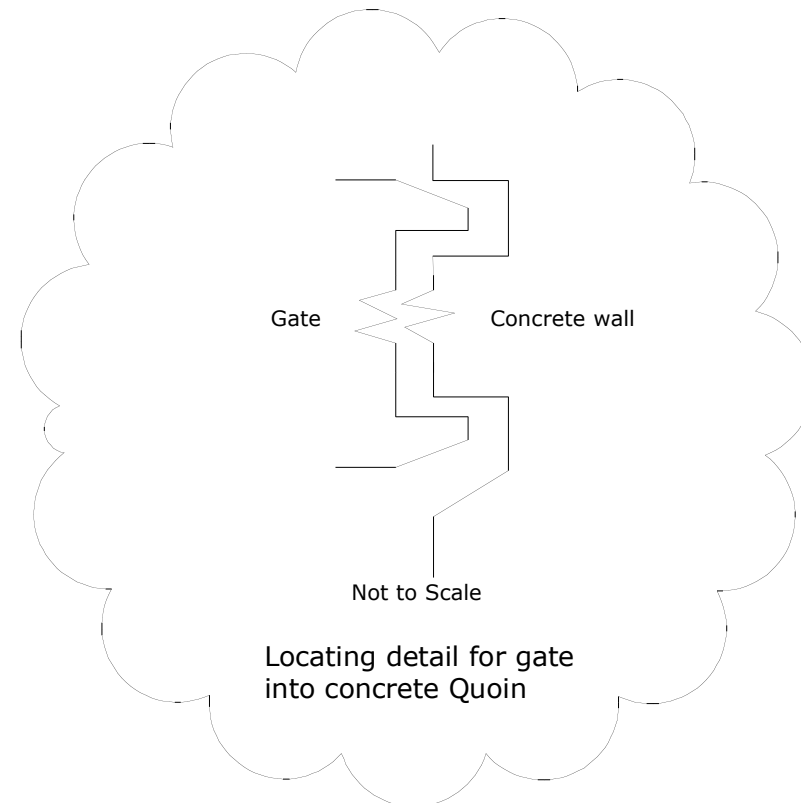 Gate
Concrete wall
Not to Scale
Locating detail for gate
into concrete Quoin